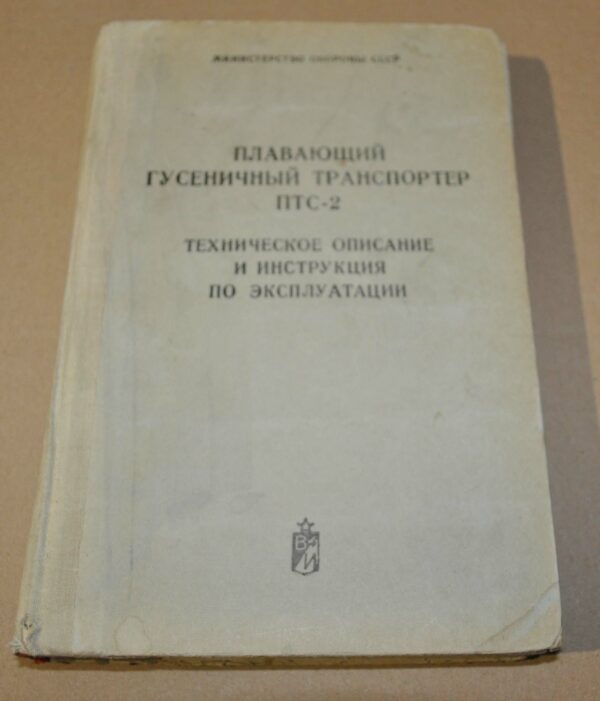 МИНИСТЕРСТВО ОБОРОНЫ СССР
ПЛАВАЮЩИЙ
ГУСЕНИЧНЫЙ ТРАНСПОРТЕР
ПТС-2
ТЕХНИЧЕСКОЕ ОПИСАНИЕ
И ИНСТРУКЦИЯ
ПО ЭКСПЛУАТАЦИИ
В
И